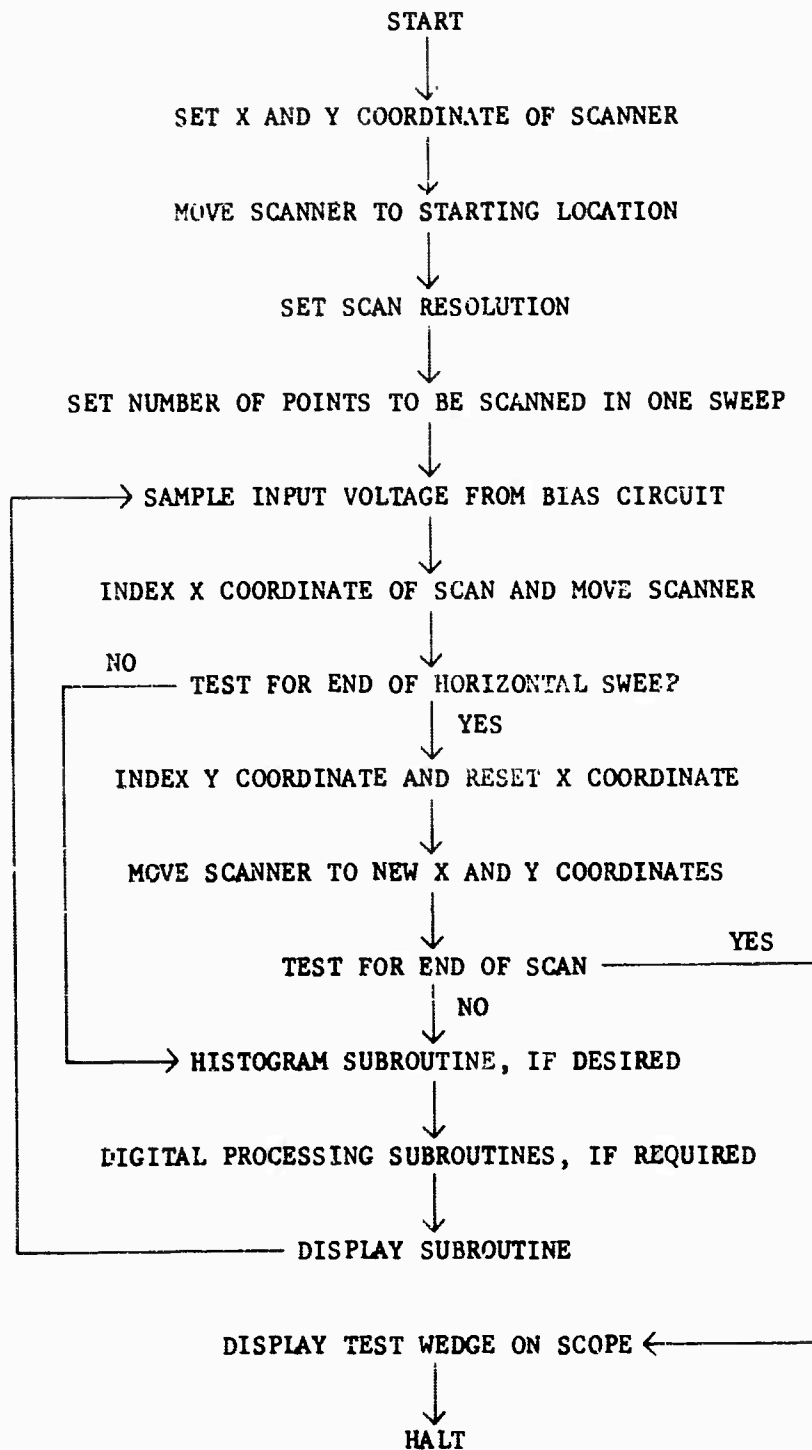 START
SET X AND Y COORDINATE OF SCANNER
MOVE SCANNER TO STARTING LOCATION
SET SCAN RESOLUTION
SET NUMBER OF POINTS TO BE SCANNED IN ONE SWEEP
SAMPLE INPUT VOLTAGE FROM BIAS CIRCUIT
INDEX X COORDINATE OF SCAN AND MOVE SCANNER
NO
TEST FOR END OF HORIZONTAL SWEEP
YES
INDEX Y COORDINATE AND RESET X COORDINATE
MOVE SCANNER TO NEW X AND Y COORDINATES
YES
TEST FOR END OF SCAN
NO
HISTOGRAM SUBROUTINE, IF DESIRED
DIGITAL PROCESSING SUBROUTINES, IF REQUIRED
DISPLAY SUBROUTINE
DISPLAY TEST WEDGE ON SCOPE
HALT